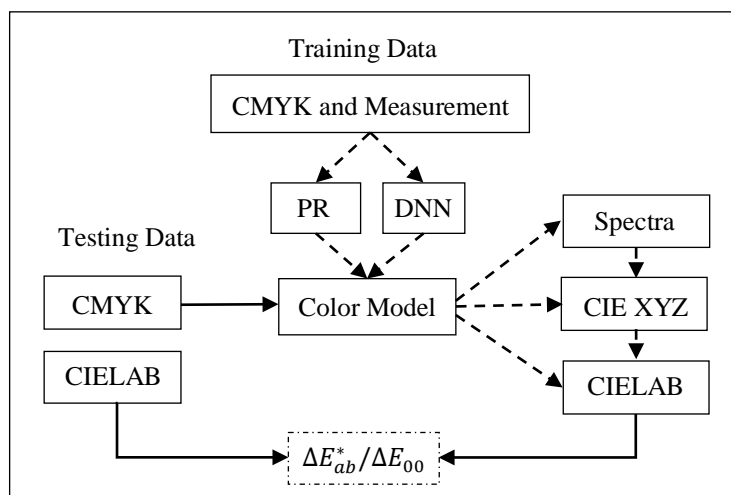 Training Data
CMYK and Measurement
PR
DNN
Spectra
Testing Data
CMYK
Color Model
CIE XYZ
CIELAB
CIELAB
ΔE*ab/ΔE00